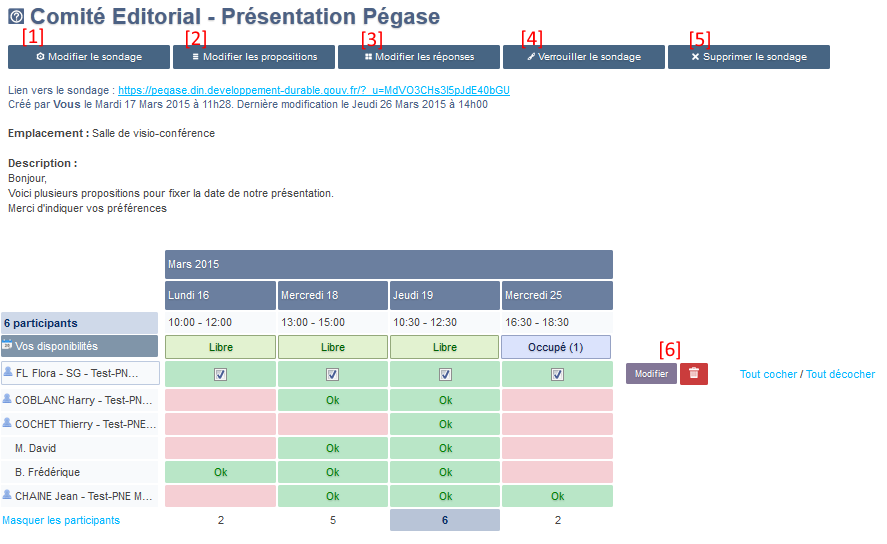 Comité Editorial - Présentation Pégase
[1] [2] [3] [4] [5]
Modifier le sondage Modifier les propositions Modifier les réponses Verrouiller le sondage Supprimer le sondage
Lien vers le sondage : https://pegase.din.developpement-durable.gouv.fr/?_u=MdVO3CHs3I5pJdE40bGU
Créé par Vous le Mardi 17 Mars 2015 à 11h28. Dernière modification le Jeudi 26 Mars 2015 à 14h00
Emplacement : Salle de visio-conférence
Description :
Bonjour,
Voici plusieurs propositions pour fixer la date de notre présentation.
Merci d'indiquer vos préférences
Mars 2015
Lundi 16 Mercredi 18 Jeudi 19 Mercredi 25
6 participants 10:00 - 12:00 13:00 - 15:00 10:30 - 12:30 16:30 - 18:30
Vos disponibilités Libre Libre Libre Occupé (1)
[6]
FL Flora - SG - Test-PN... Modifier Tout cocher / Tout décocher
COBLANC Harry - Test-PN... Ok Ok
COCHET Thierry - Test-PNE... Ok
M. David Ok Ok
B. Frédérique Ok Ok Ok
CHAINE Jean - Test-PNE M... Ok Ok Ok
Masquer les participants 2 5 6 2